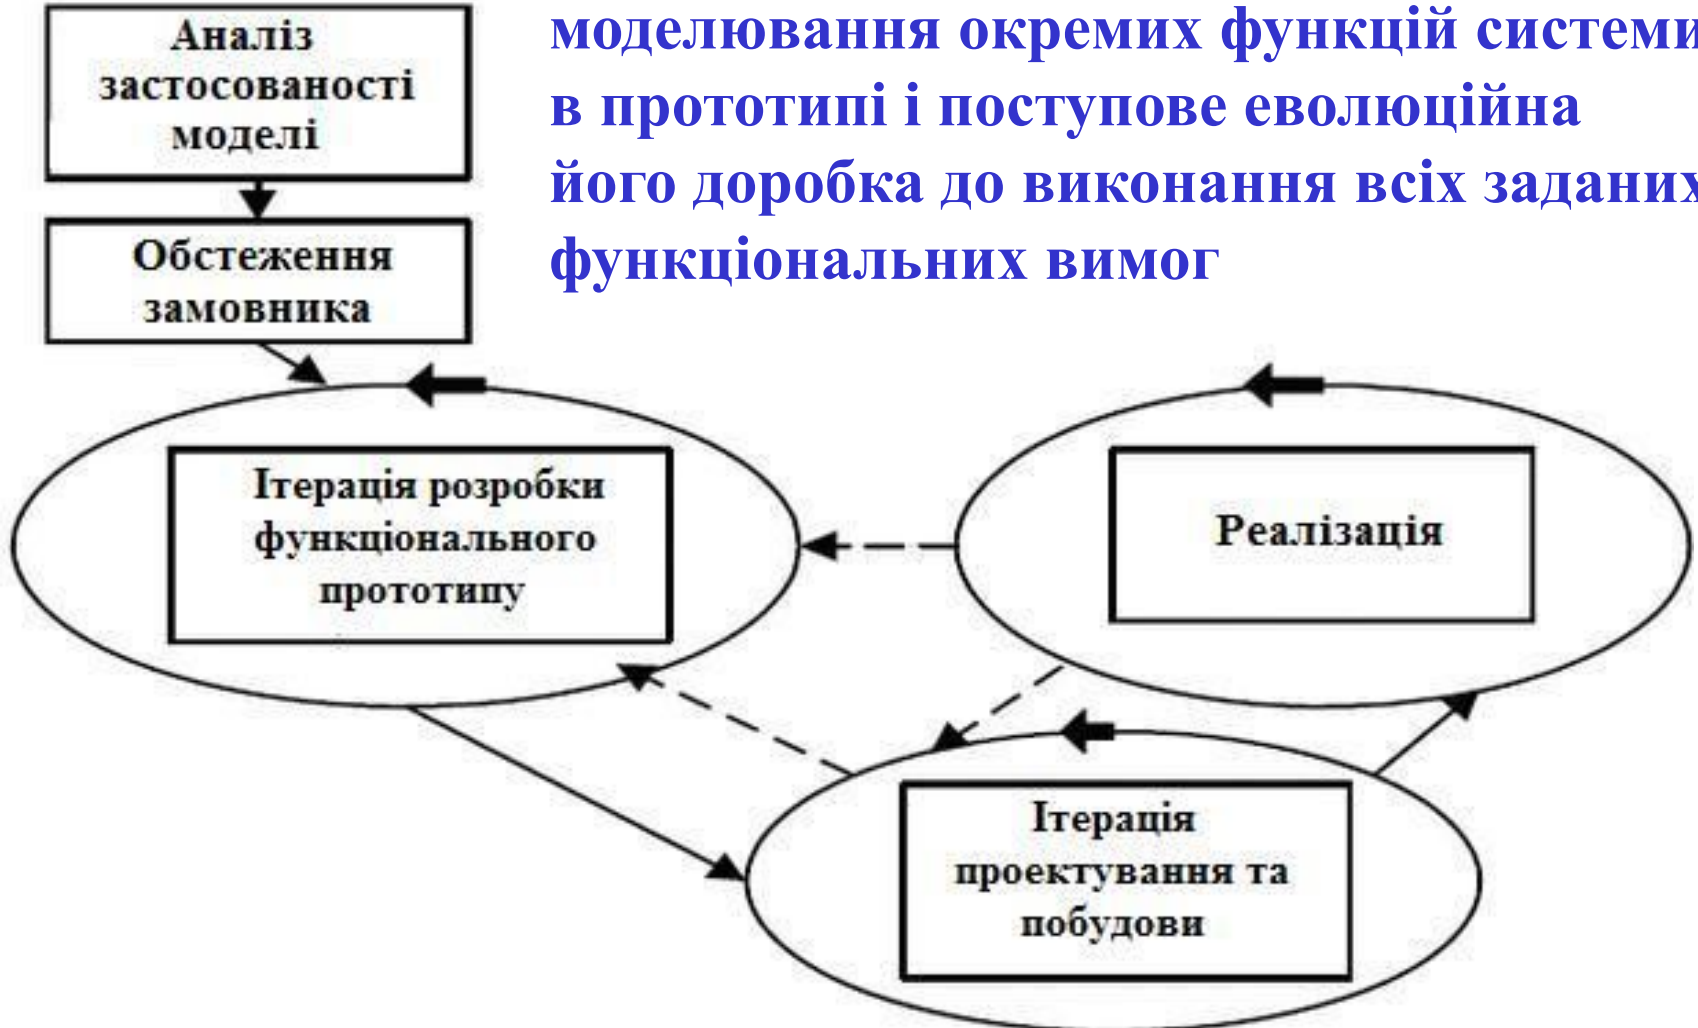 Аналіз
застосованості
моделі
моделювання окремих функцій системи
в прототипі і поступове еволюційна
його доробка до виконання всіх заданих
функціональних вимог
Обстеження
замовника
Ітерація розробки
функціонального
прототипу
Реалізація
Ітерація
проектування та
побудови